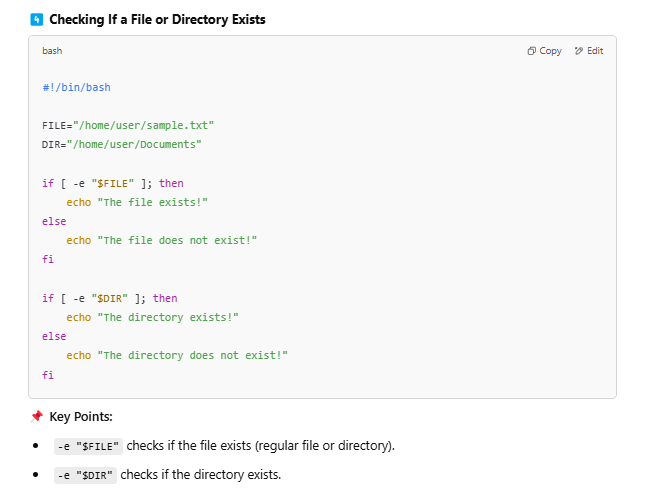 Checking If a File or Directory Exists
bash
Copy
Edit
#!/bin/bash
FILE="/home/user/sample.txt"
DIR="/home/user/Documents"
if [ -e "$FILE" ]; then
    echo "The file exists!"
else
    echo "The file does not exist!"
fi
if [ -e "$DIR" ]; then
    echo "The directory exists!"
else
    echo "The directory does not exist!"
fi
Key Points:
-e "$FILE" checks if the file exists (regular file or directory).
-e "$DIR" checks if the directory exists.